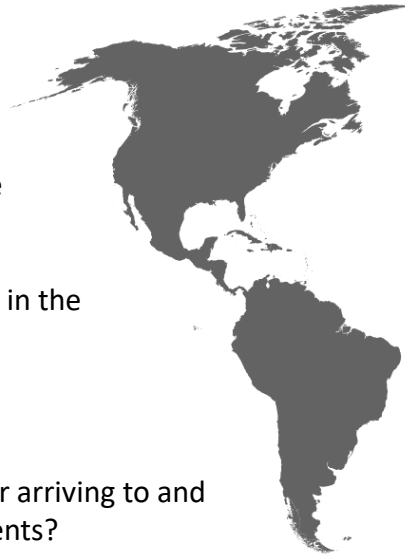 in the
r arriving to and
ents?